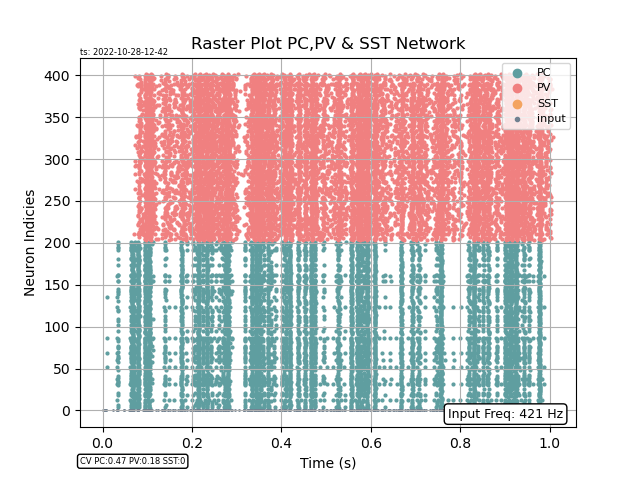 ts: 2022-10-28-12-42
Raster Plot PC,PV & SST Network
PC
PV
SST
input
400
350
300
250
200
150
100
50
0
Neuron Indicies
Input Freq: 421 Hz
0.0 0.2 0.4 0.6 0.8 1.0
Time (s)
CV PC:0.47 PV:0.18 SST:0